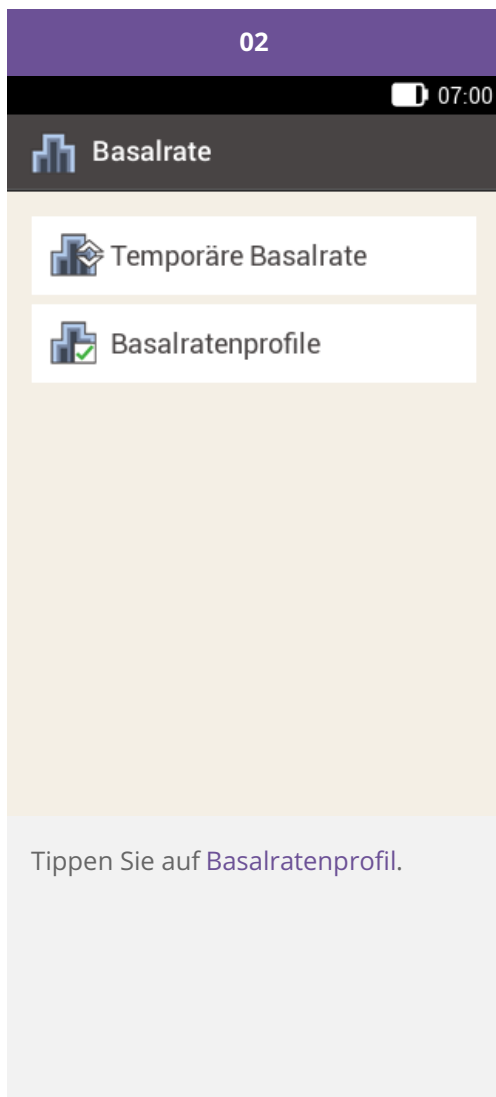 02
07:00
Basalrate
Temporäre Basalrate
Basalratenprofile
Tippen Sie auf Basalratenprofil.